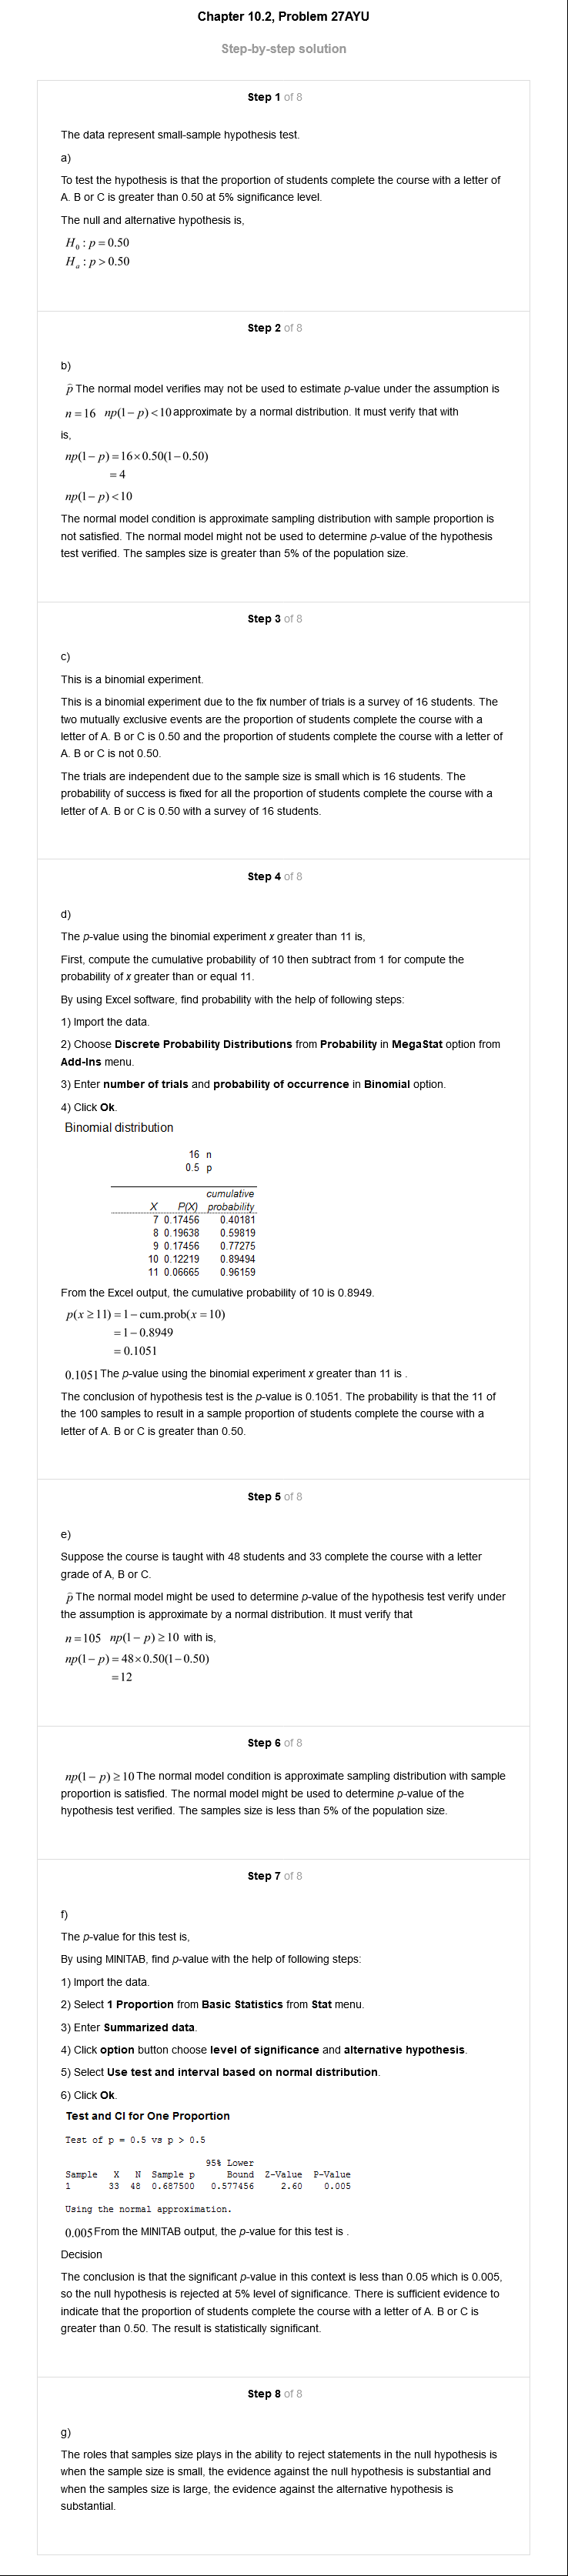 Chapter 10.2, Problem 27AYU
Step-by-step solution
Step 1 of 8
The data represent small-sample hypothesis test.
a)
To test the hypothesis is that the proportion of students complete the course with a letter of
A. B or C is greater than 0.50 at 5% significance level.
The null and alternative hypothesis is,
H₀ : p = 0.50
Hₐ : p > 0.50
Step 2 of 8
b)
p̂ The normal model verifies may not be used to estimate p-value under the assumption is
n = 16 np(1 − p) < 10 approximate by a normal distribution. It must verify that with
is,
np(1 − p) = 16 × 0.50(1 − 0.50)
= 4
np(1 − p) < 10
The normal model condition is approximate sampling distribution with sample proportion is
not satisfied. The normal model might not be used to determine p-value of the hypothesis
test verified. The samples size is greater than 5% of the population size.
Step 3 of 8
c)
This is a binomial experiment.
This is a binomial experiment due to the fix number of trials is a survey of 16 students. The
two mutually exclusive events are the proportion of students complete the course with a
letter of A. B or C is 0.50 and the proportion of students complete the course with a letter of
A. B or C is not 0.50.
The trials are independent due to the sample size is small which is 16 students. The
probability of success is fixed for all the proportion of students complete the course with a
letter of A. B or C is 0.50 with a survey of 16 students.
Step 4 of 8
d)
The p-value using the binomial experiment x greater than 11 is,
First, compute the cumulative probability of 10 then subtract from 1 for compute the
probability of x greater than or equal 11.
By using Excel software, find probability with the help of following steps:
1) Import the data.
2) Choose Discrete Probability Distributions from Probability in MegaStat option from
Add-Ins menu.
3) Enter number of trials and probability of occurrence in Binomial option.
4) Click Ok.
Binomial distribution
16 n
0.5 p
cumulative
X P(X) probability
7 0.17456 0.40181
8 0.19638 0.59819
9 0.17456 0.77275
10 0.12219 0.89494
11 0.06665 0.96159
From the Excel output, the cumulative probability of 10 is 0.8949.
p(x ≥ 11) = 1 − cum.prob(x = 10)
= 1 − 0.8949
= 0.1051
0.1051 The p-value using the binomial experiment x greater than 11 is .
The conclusion of hypothesis test is the p-value is 0.1051. The probability is that the 11 of
the 100 samples to result in a sample proportion of students complete the course with a
letter of A. B or C is greater than 0.50.
Step 5 of 8
e)
Suppose the course is taught with 48 students and 33 complete the course with a letter
grade of A, B or C.
p̂ The normal model might be used to determine p-value of the hypothesis test verify under
the assumption is approximate by a normal distribution. It must verify that
n = 105 np(1 − p) ≥ 10 with is,
np(1 − p) = 48 × 0.50(1 − 0.50)
= 12
Step 6 of 8
np(1 − p) ≥ 10 The normal model condition is approximate sampling distribution with sample
proportion is satisfied. The normal model might be used to determine p-value of the
hypothesis test verified. The samples size is less than 5% of the population size.
Step 7 of 8
f)
The p-value for this test is,
By using MINITAB, find p-value with the help of following steps:
1) Import the data.
2) Select 1 Proportion from Basic Statistics from Stat menu.
3) Enter Summarized data.
4) Click option button choose level of significance and alternative hypothesis.
5) Select Use test and interval based on normal distribution.
6) Click Ok.
Test and CI for One Proportion
Test of p = 0.5 vs p > 0.5
95% Lower
Sample X N Sample p Bound Z-Value P-Value
1 33 48 0.687500 0.577456 2.60 0.005
Using the normal approximation.
0.005 From the MINITAB output, the p-value for this test is .
Decision
The conclusion is that the significant p-value in this context is less than 0.05 which is 0.005,
so the null hypothesis is rejected at 5% level of significance. There is sufficient evidence to
indicate that the proportion of students complete the course with a letter of A. B or C is
greater than 0.50. The result is statistically significant.
Step 8 of 8
g)
The roles that samples size plays in the ability to reject statements in the null hypothesis is
when the sample size is small, the evidence against the null hypothesis is substantial and
when the samples size is large, the evidence against the alternative hypothesis is
substantial.